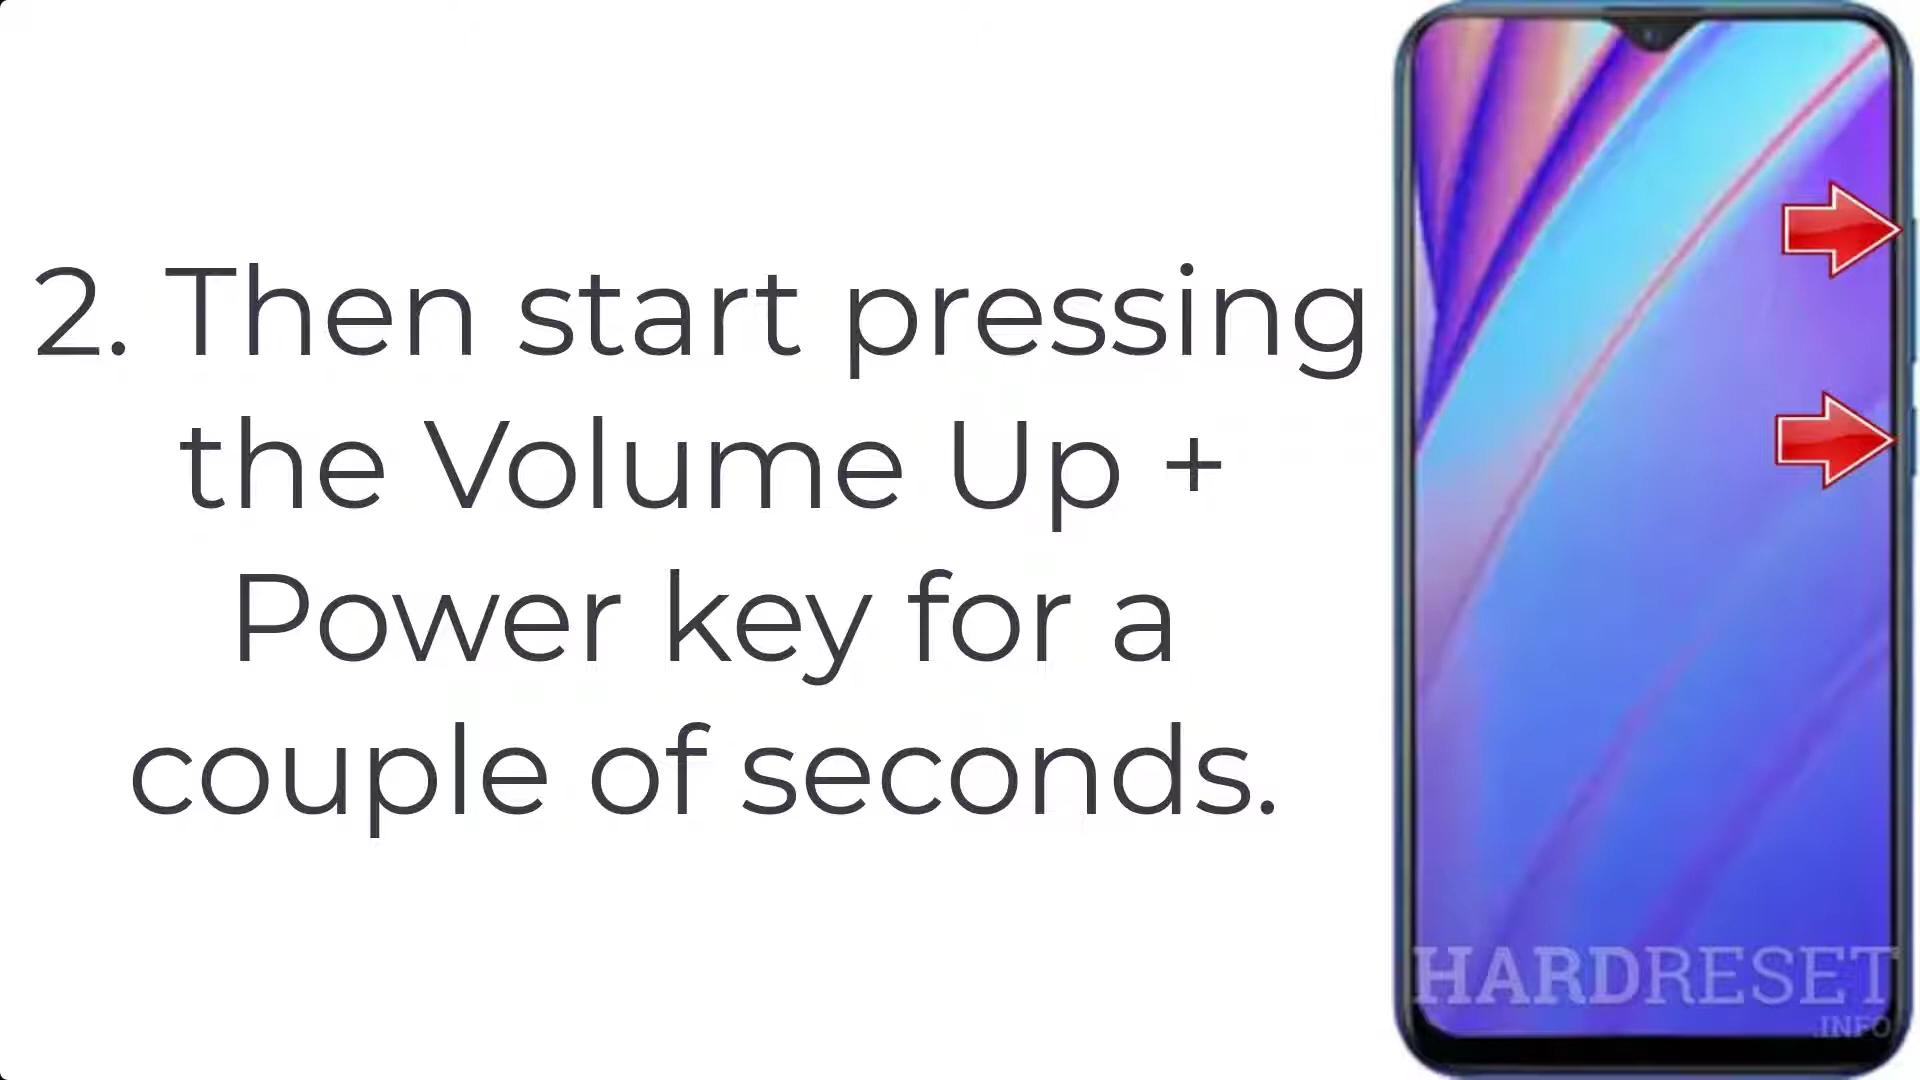 2. Then start pressing
the Volume Up +
Power key for a
couple of seconds.
HARDRESET
.INFO